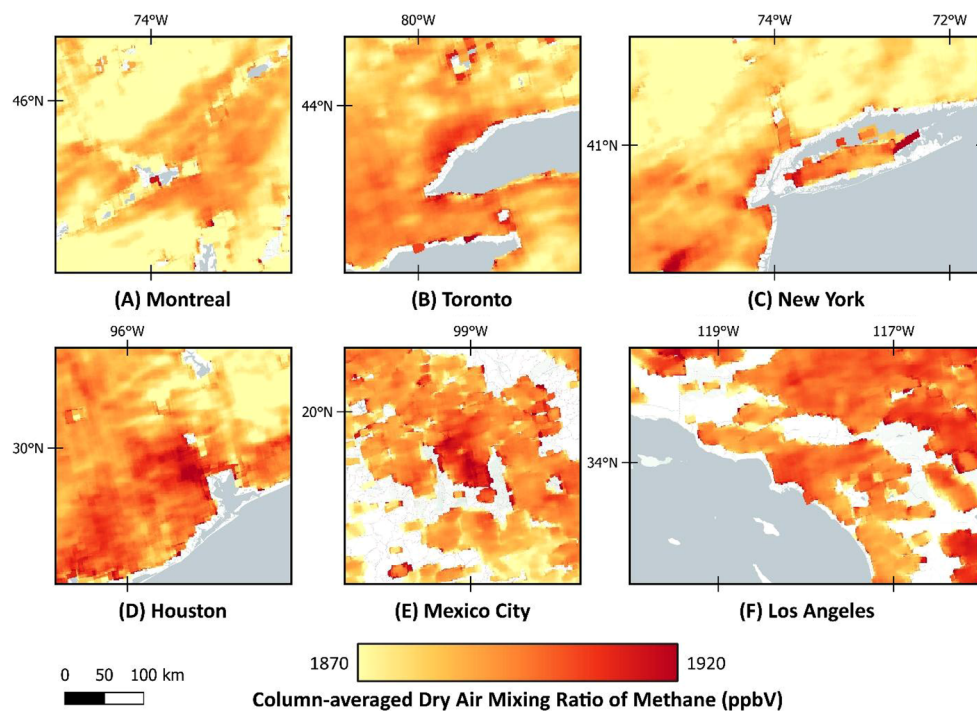 74°W
80°W
74°W
72°W
46°N
44°N
41°N
(A) Montreal
(B) Toronto
(C) New York
96°W
99°W
119°W
117°W
30°N
20°N
34°N
(D) Houston
(E) Mexico City
(F) Los Angeles
0 50 100 km
1870
1920
Column-averaged Dry Air Mixing Ratio of Methane (ppbV)